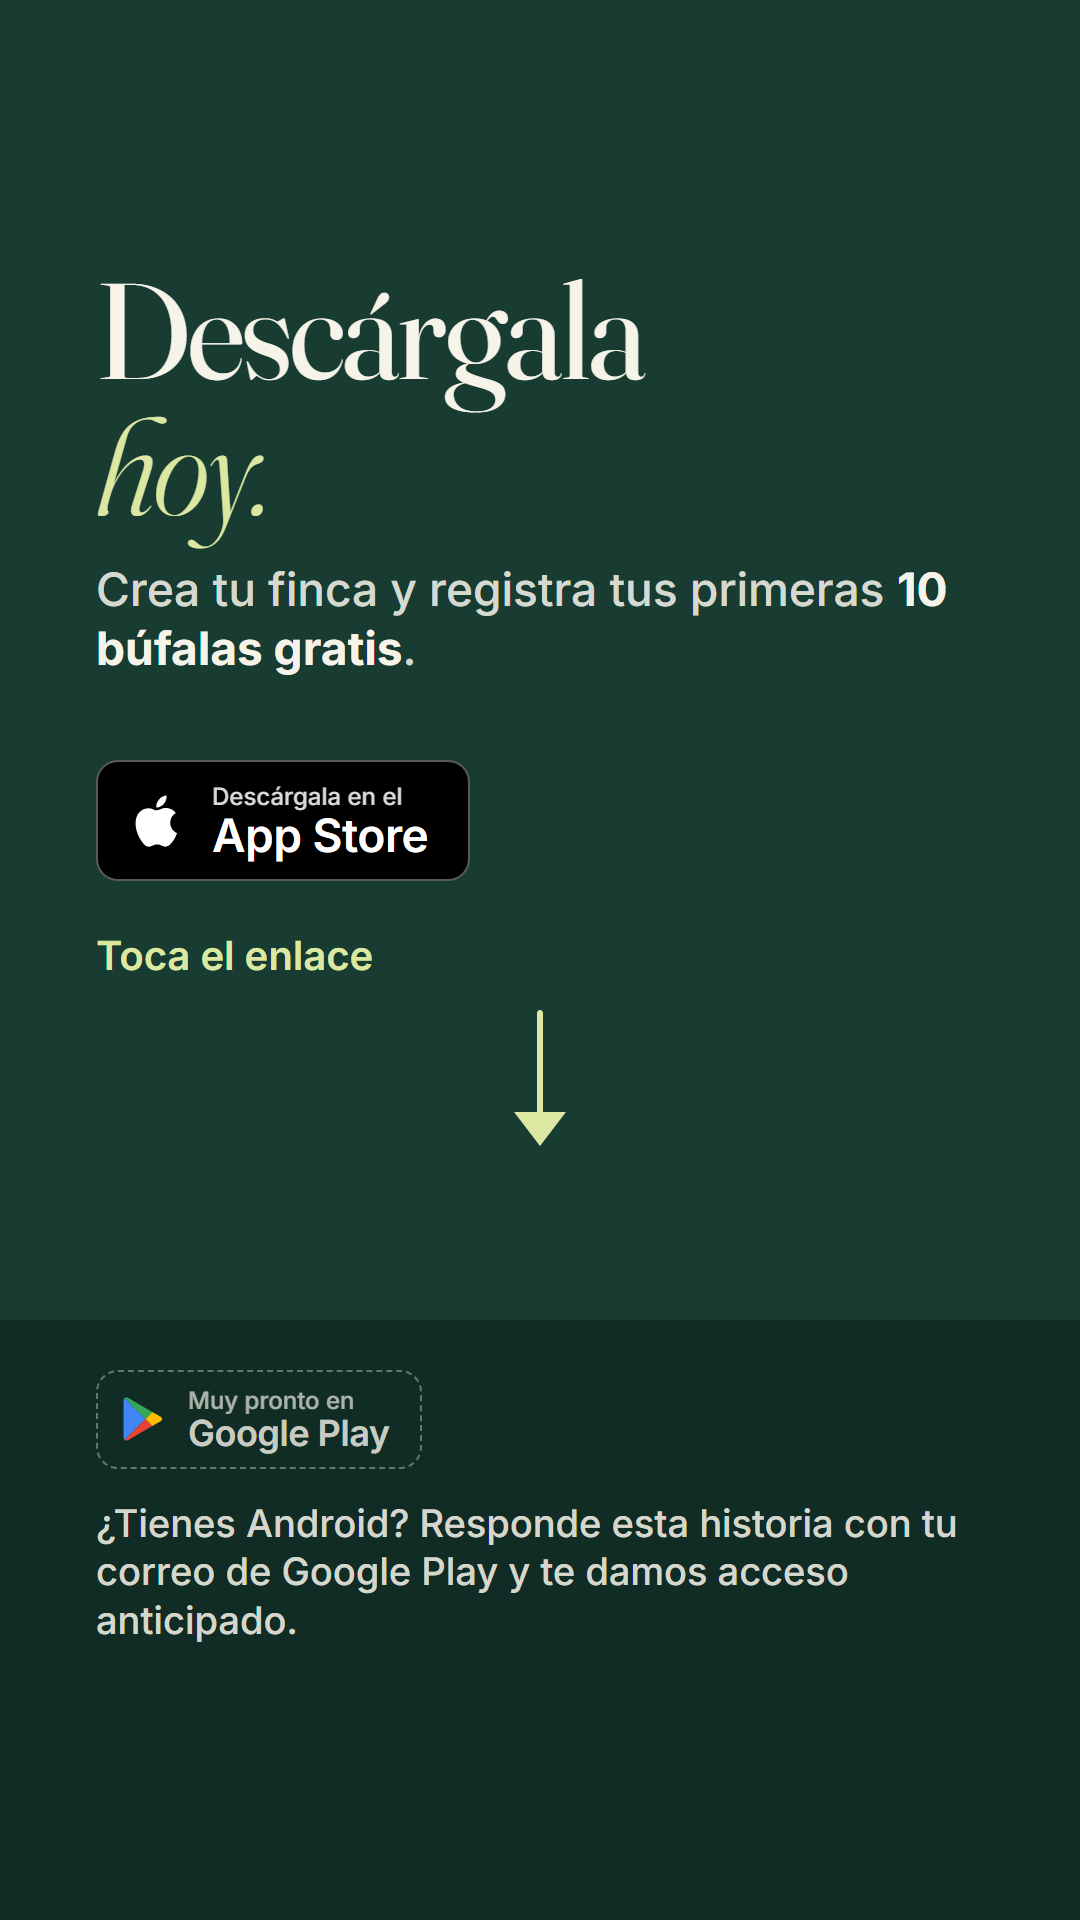 Descárgala
hoy.
Crea tu finca y registra tus primeras 10
búfalas gratis.
Descárgala en el
App Store
Toca el enlace
Muy pronto en
Google Play
¿Tienes Android? Responde esta historia con tu
correo de Google Play y te damos acceso
anticipado.